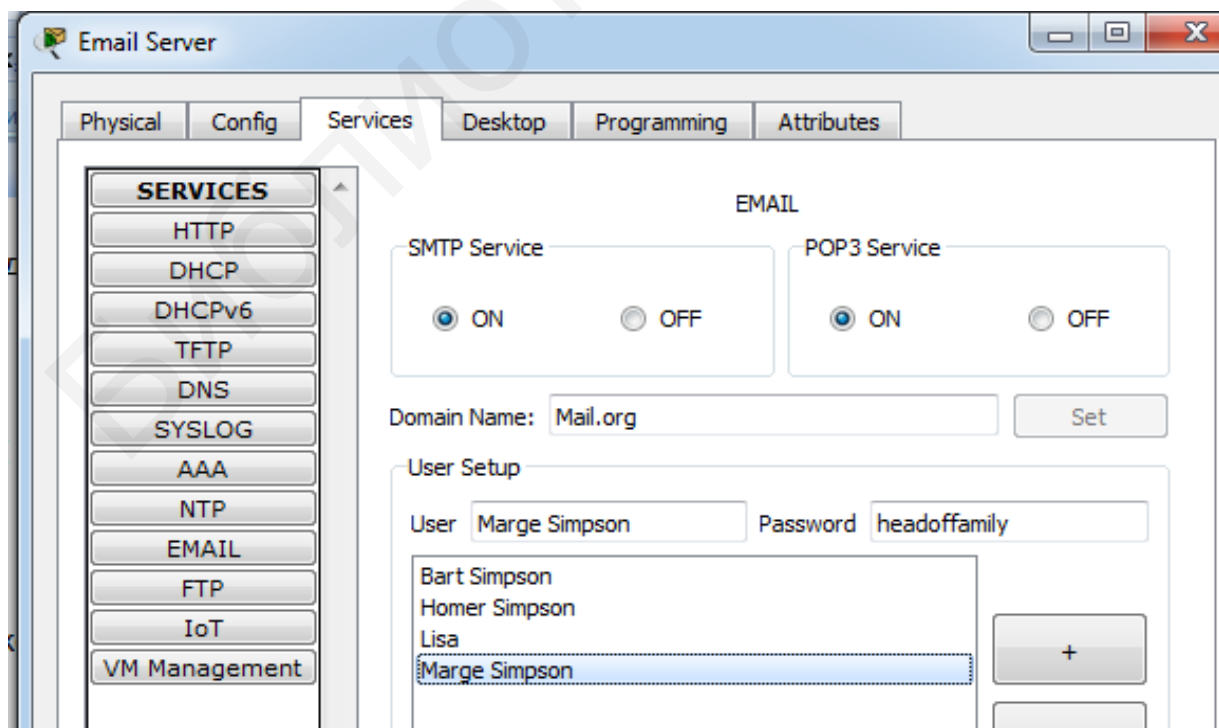 Email Server
Physical Config Services Desktop Programming Attributes
SERVICES
HTTP
DHCP
DHCPv6
TFTP
DNS
SYSLOG
AAA
NTP
EMAIL
FTP
IoT
VM Management
EMAIL
SMTP Service
ON OFF
POP3 Service
ON OFF
Domain Name: Mail.org Set
User Setup
User Marge Simpson Password headoffamily
Bart Simpson
Homer Simpson
Lisa
Marge Simpson
+